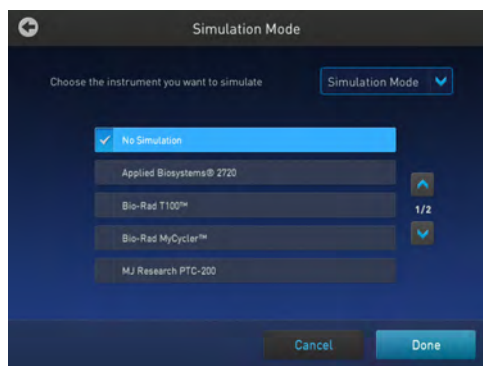 Simulation Mode
Choose the instrument you want to simulate
Simulation Mode
No Simulation
Applied Biosystems® 2720
Bio-Rad T100™
1/2
Bio-Rad MyCycler™
MJ Research PTC-200
Cancel
Done